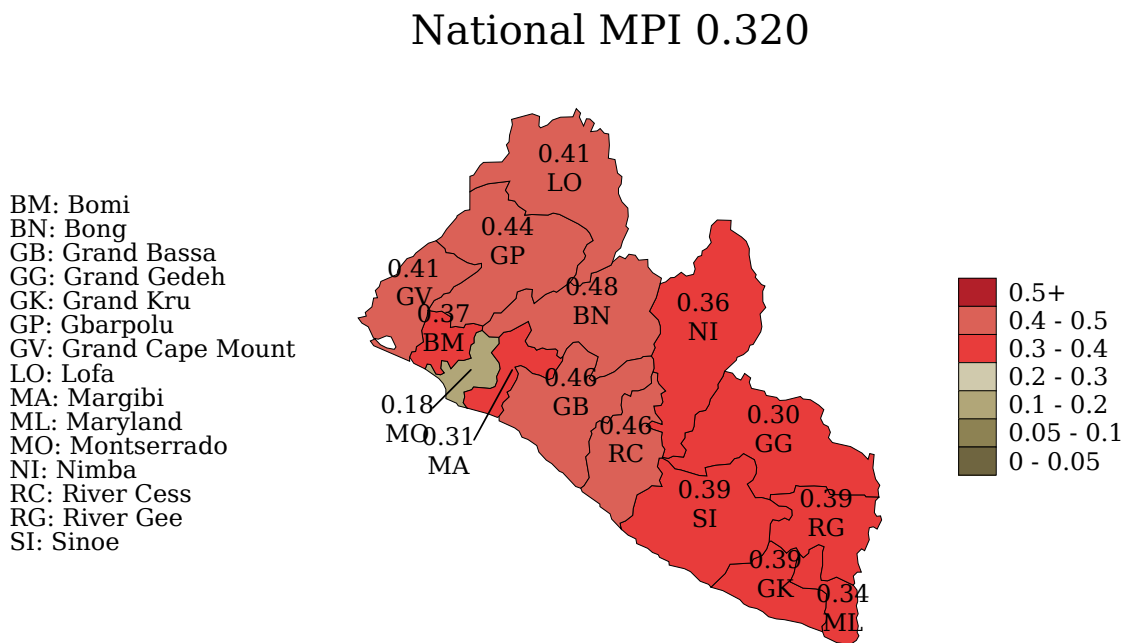 National MPI 0.320
BM: Bomi
BN: Bong
GB: Grand Bassa
GG: Grand Gedeh
GK: Grand Kru
GP: Gbarpolu
GV: Grand Cape Mount
LO: Lofa
MA: Margibi
ML: Maryland
MO: Montserrado
NI: Nimba
RC: River Cess
RG: River Gee
SI: Sinoe
0.41
LO
0.44
GP
0.41
GV
0.48
BN
0.37
BM
0.36
NI
0.46
GB
0.18
MO
0.31
MA
0.46
RC
0.30
GG
0.39
SI
0.39
RG
0.39
GK
0.34
ML
0.5+
0.4 - 0.5
0.3 - 0.4
0.2 - 0.3
0.1 - 0.2
0.05 - 0.1
0 - 0.05